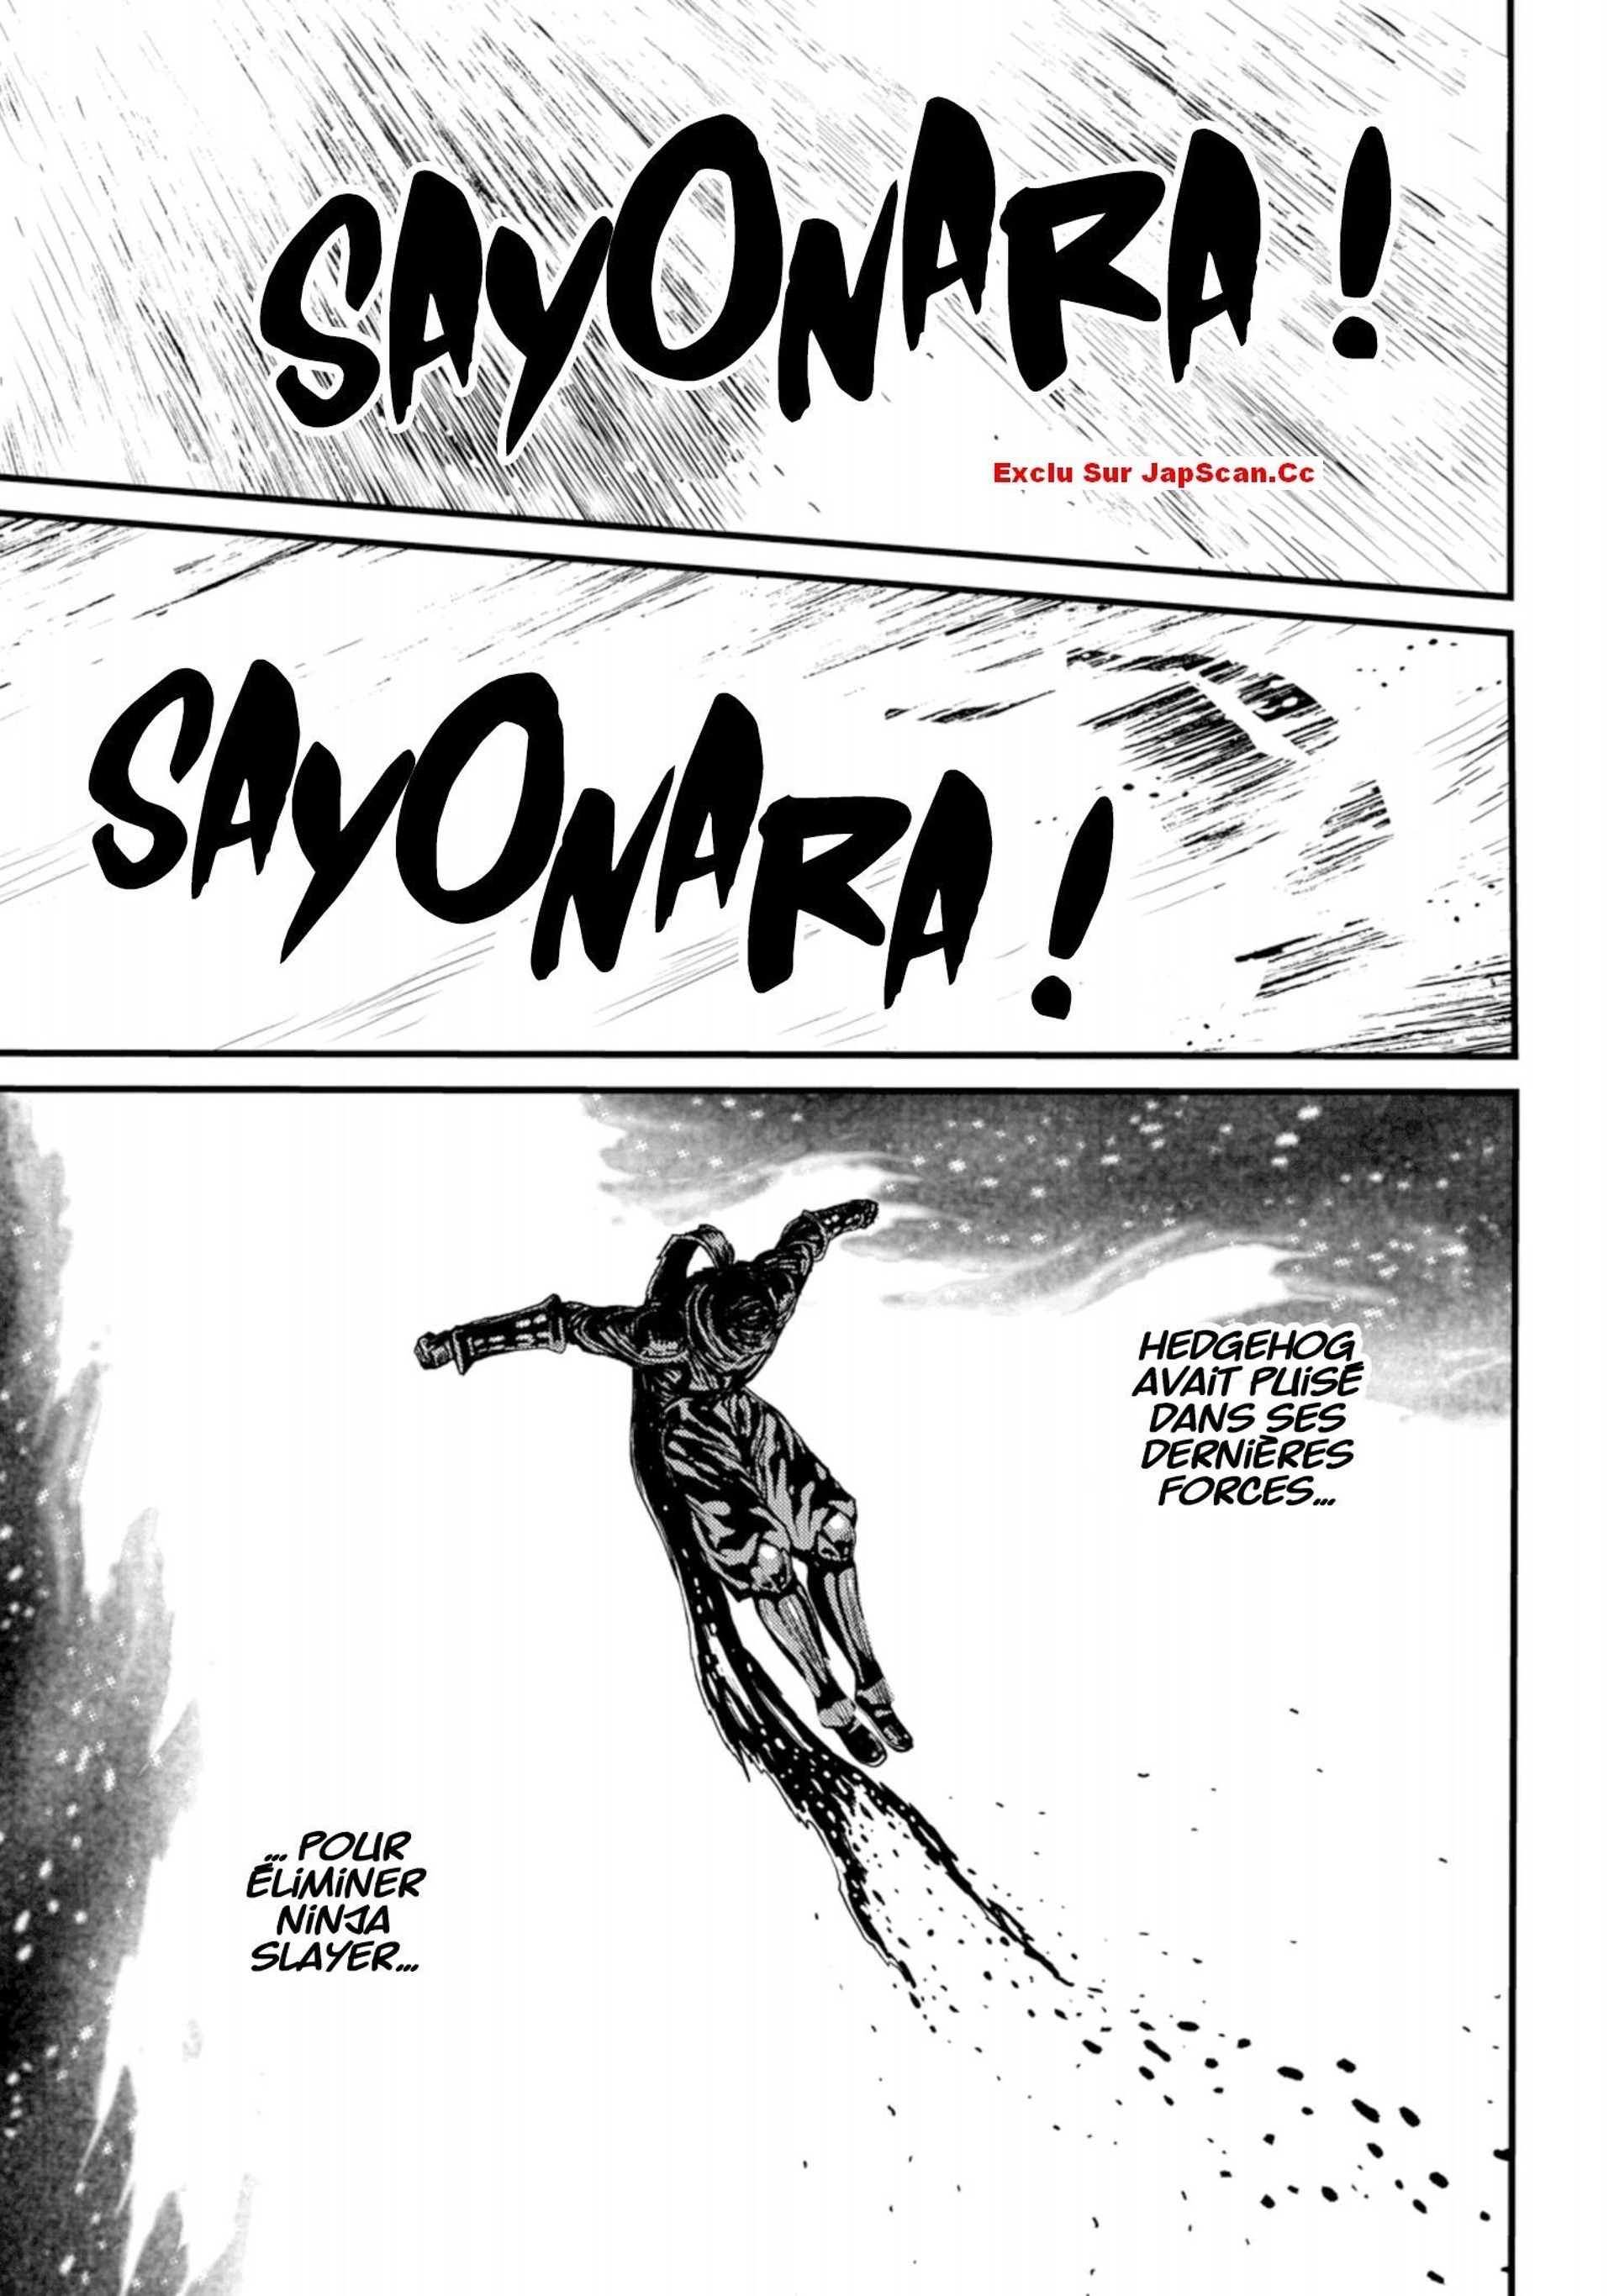 SAYONARA !
Exclu Sur JapScan.Cc
SAYONARA !
HEDGEHOG
AVAIT PUISÉ
DANS SES
DERNIÈRES
FORCES...
... POUR
ÉLIMINER
NINJA
SLAYER...